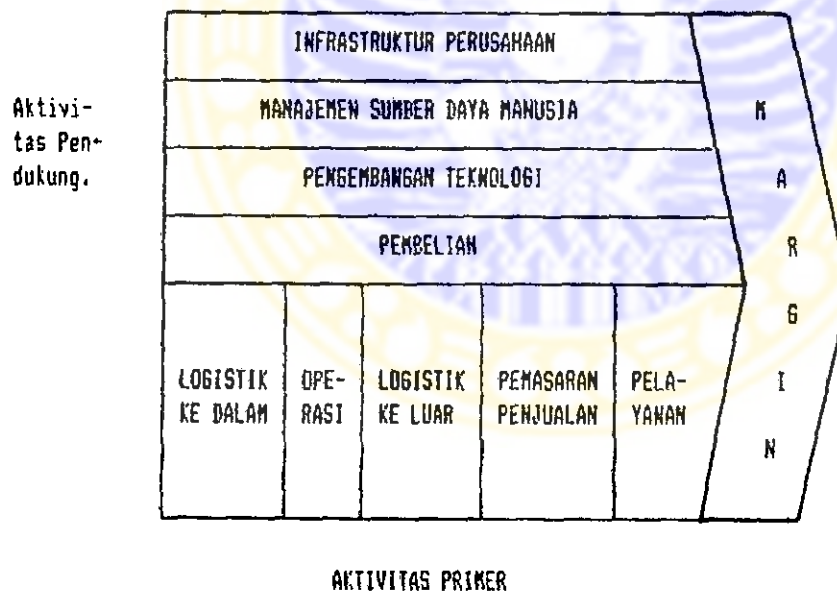 INFRASTRUKTUR PERUSAHAAN
Aktivi-
tas Pen-
dukung.
MANAJEMEN SUMBER DAYA MANUSIA
PENGEMBANGAN TEKNOLOGI
PEMBELIAN
LOGISTIK
KE DALAM
OPE-
RASI
LOGISTIK
KE LUAR
PEMASARAN
PENJUALAN
PELA-
YANAN
M
A
R
G
I
N
AKTIVITAS PRIMER